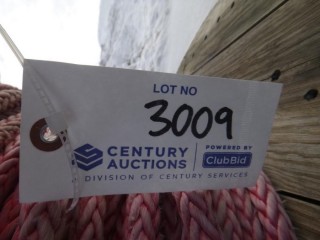 LOT NO
3009
CENTURY AUCTIONS
POWERED BY
ClubBid
DIVISION OF CENTURY SERVICES